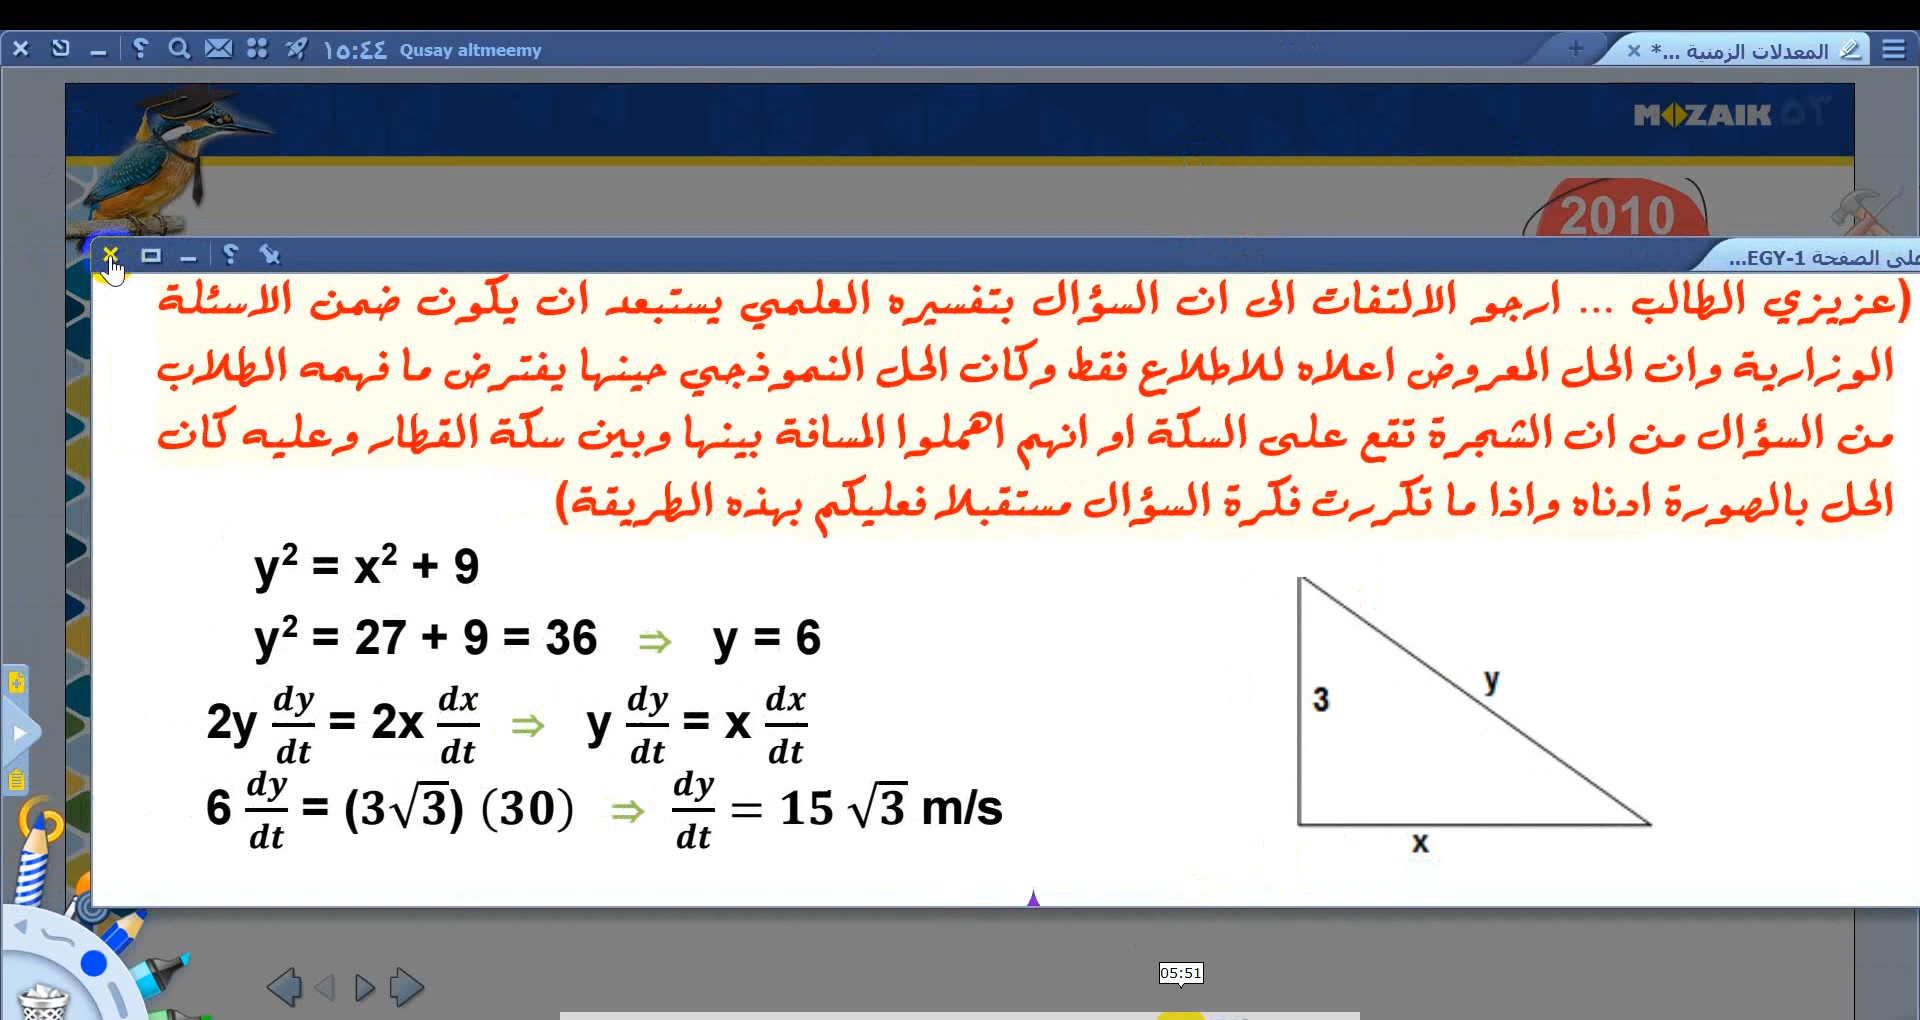 ١٥:٤٤ Qusay altmeemy
المعدلات الزمنية ...*
MOZAIK ٥٣
2010
على الصفحة EGY-1...
(عزيزي الطالب ... ارجو الالتفات الى ان السؤال بتفسيره العلمي يستبعد ان يكون ضمن الاسئلة
الوزارية وان الحل المعروض اعلاه للاطلاع فقط وكان الحل النموذجي حينها يفترض ما فهمه الطلاب
من السؤال من ان الشجرة تقع على السكة او انهم اهملوا المسافة بينها وبين سكة القطار وعليه كان
الحل بالصورة ادناه واذا ما تكررت فكرة السؤال مستقبلا فعليكم بهذه الطريقة)
y² = x² + 9
y² = 27 + 9 = 36 ⇒ y = 6
2y dy/dt = 2x dx/dt ⇒ y dy/dt = x dx/dt
6 dy/dt = (3√3) (30) ⇒ dy/dt = 15 √3 m/s
3
y
x
05:51